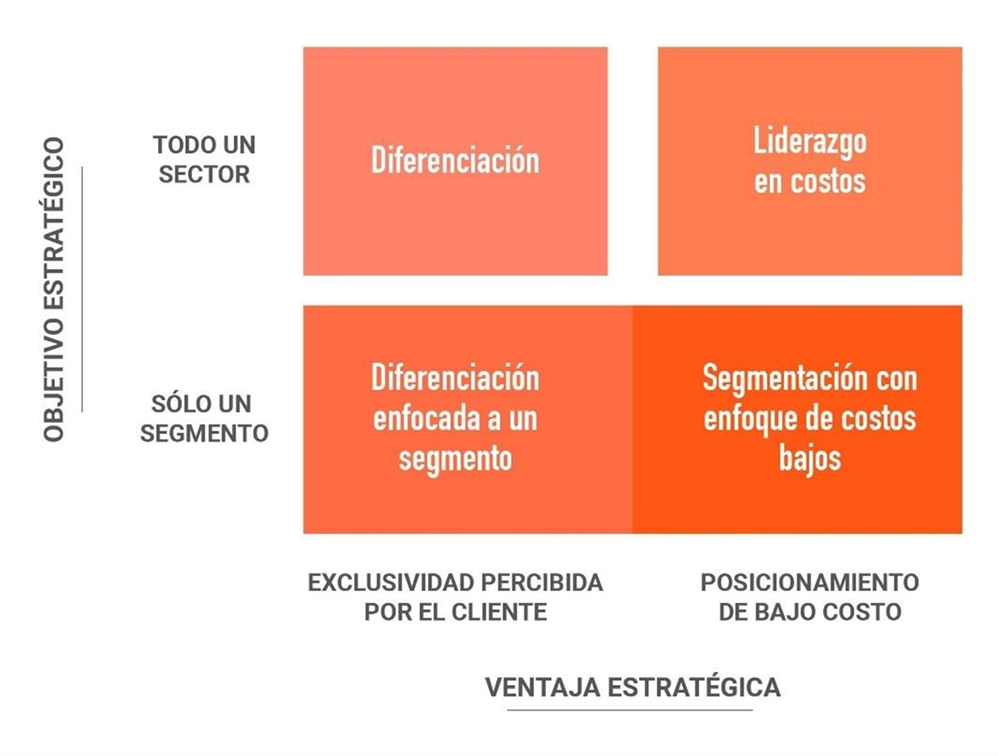 OBJETIVO ESTRATÉGICO
TODO UN
SECTOR
Diferenciación
Liderazgo
en costos
SÓLO UN
SEGMENTO
Diferenciación
enfocada a un
segmento
Segmentación con
enfoque de costos
bajos
EXCLUSIVIDAD PERCIBIDA
POR EL CLIENTE
POSICIONAMIENTO
DE BAJO COSTO
VENTAJA ESTRATÉGICA